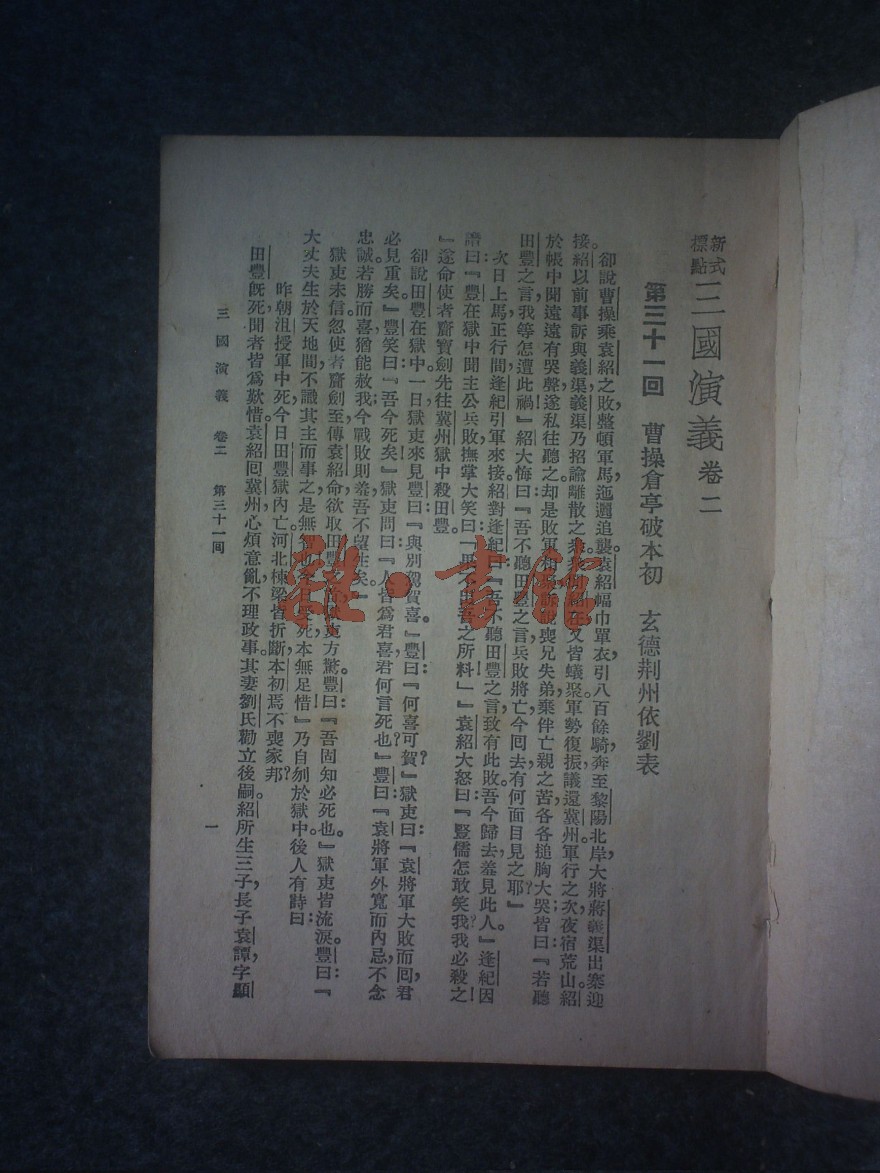 新式標點 三國演義 卷二
第三十一回 曹操倉亭破本初 玄德荆州依劉表
卻說曹操乘袁紹之敗，整頓軍馬，迤邐追襲。袁紹幅巾單衣，引八百餘騎，奔至黎陽北岸，大將蔣義渠出寨迎
接。紹以前事訴與義渠，義渠乃招諭離散之衆，衆聞紹在，又皆蟻聚。軍勢復振，議還冀州。軍行之次，夜宿荒山。紹
於帳中聞遠遠有哭聲，遂私往聽之。却是敗軍相聚，訴說喪兄失弟，棄伴亡親之苦，各各搥胸大哭；皆曰：『若聽
田豐之言，我等怎遭此禍！』紹大悔曰：『吾不聽田豐之言，兵敗將亡；今回去，有何面目見之耶？』
次日，上馬正行間，逢紀引軍來接。紹對逢紀曰：『吾不聽田豐之言，致有此敗。吾今歸去，羞見此人。』逢紀因
譖曰：『豐在獄中聞主公兵敗，撫掌大笑曰：「果不出吾之所料！」』袁紹大怒曰：『豎儒怎敢笑我？我必殺之！
』遂命使者齎寶劍先往冀州獄中殺田豐。
卻說田豐在獄中。一日，獄吏來見豐曰：『與別駕賀喜。』豐曰：『何喜可賀？』獄吏曰：『袁將軍大敗而回，君
必見重矣。』豐笑曰：『吾今死矣！』獄吏問曰：『人皆爲君喜，君何言死也？』豐曰：『袁將軍外寬而內忌，不念
忠誠。若勝而喜，猶能赦我；今戰敗則羞，吾不望生矣。』
獄吏未信。忽使者齎劍至，傳袁紹命，欲取田豐之首，獄吏方驚。豐曰：『吾固知必死也。』獄吏皆流淚。豐曰：『
大丈夫生於天地間，不識其主而事之，是無智也！今日受死，本無足惜！』乃自刎於獄中。後人有詩曰：
昨朝沮授軍中死，今日田豐獄內亡。河北棟梁皆折斷，本初焉不喪家邦？
田豐既死，聞者皆爲歎惜。袁紹回冀州，心煩意亂，不理政事。其妻劉氏勸立後嗣。紹所生三子，長子袁譚，字顯
三國演義 卷二 第三十一回 一
雅·書館